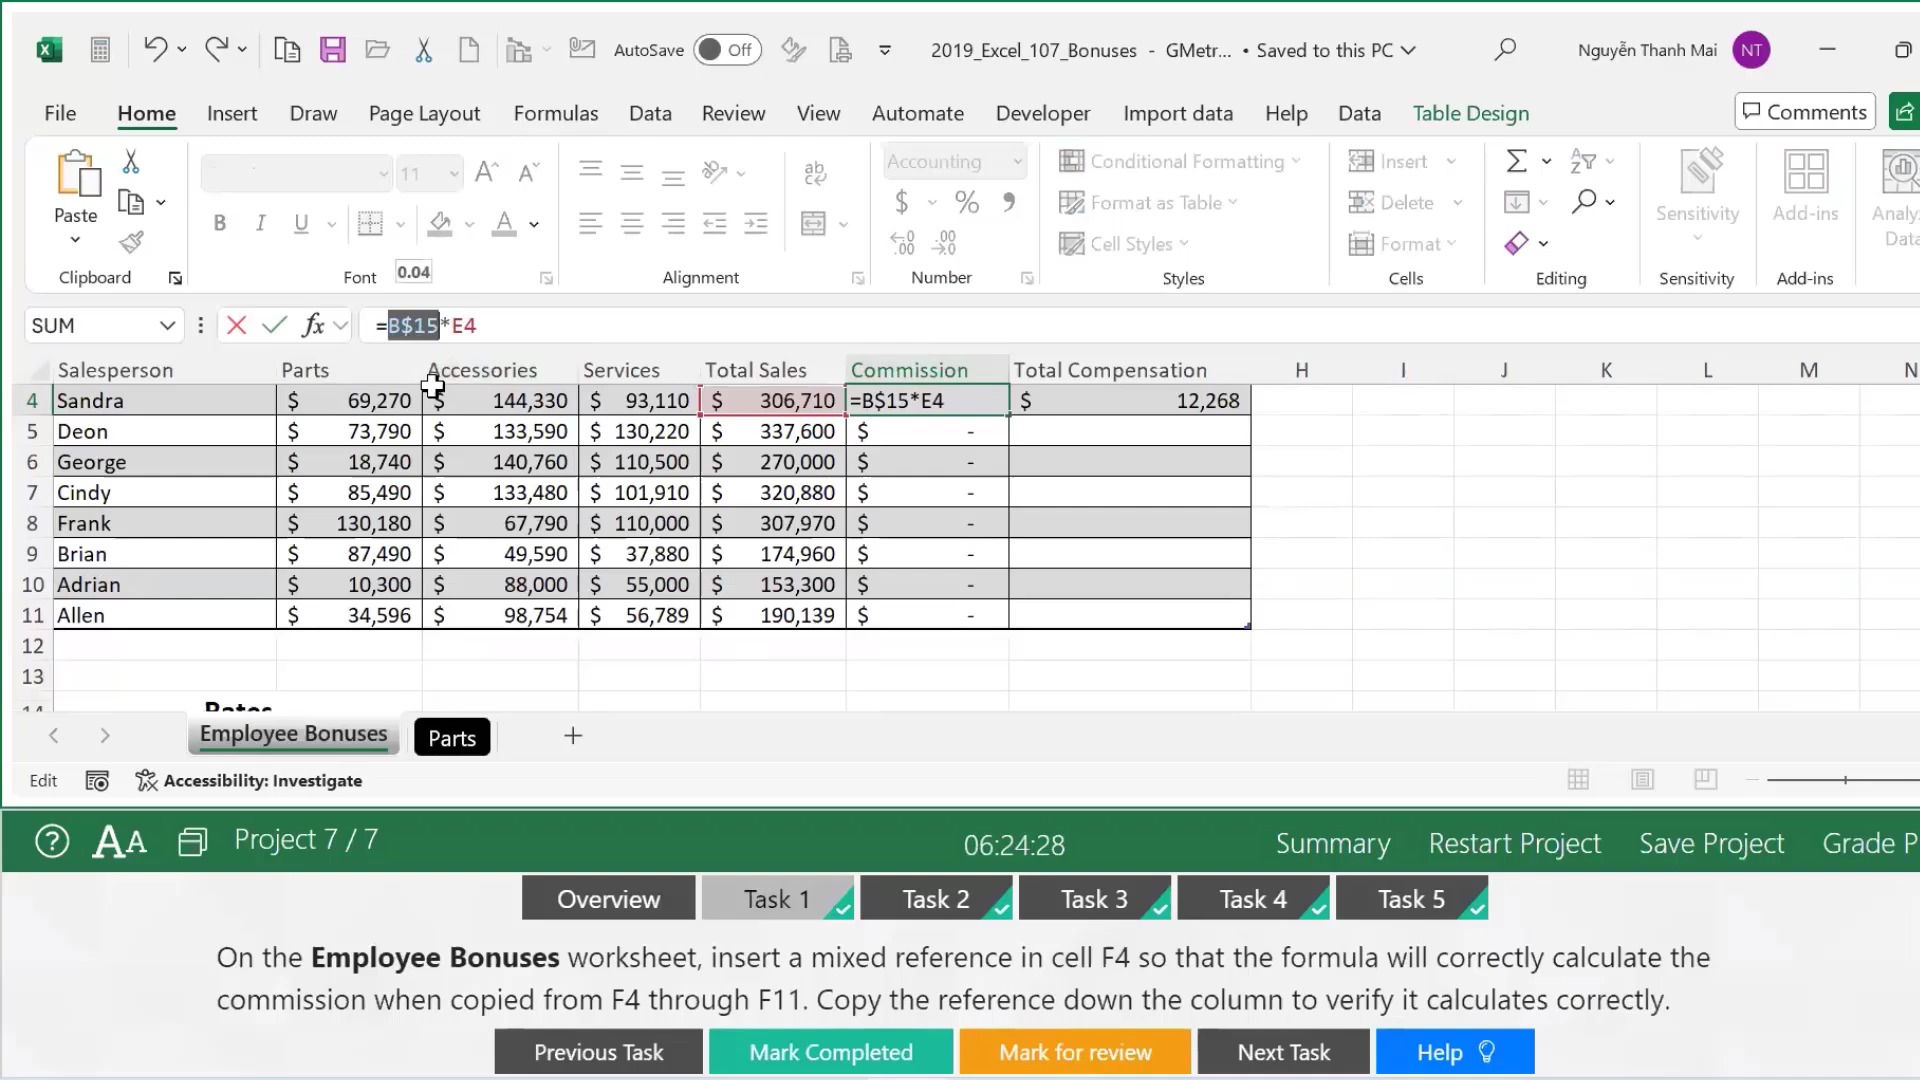 AutoSave Off 2019_Excel_107_Bonuses - GMetr... • Saved to this PC Nguyễn Thanh Mai NT
File Home Insert Draw Page Layout Formulas Data Review View Automate Developer Import data Help Data Table Design Comments
Paste 11 Accounting Conditional Formatting Insert
B I U $ % Format as Table Delete Sensitivity Add-ins Analy
Cell Styles Format Data
Clipboard Font 0.04 Alignment Number Styles Cells Editing Sensitivity Add-ins
SUM fx =B$15*E4
Salesperson Parts Accessories Services Total Sales Commission Total Compensation H I J K L M N
4 Sandra $ 69,270 $ 144,330 $ 93,110 $ 306,710 =B$15*E4 $ 12,268
5 Deon $ 73,790 $ 133,590 $ 130,220 $ 337,600 $ -
6 George $ 18,740 $ 140,760 $ 110,500 $ 270,000 $ -
7 Cindy $ 85,490 $ 133,480 $ 101,910 $ 320,880 $ -
8 Frank $ 130,180 $ 67,790 $ 110,000 $ 307,970 $ -
9 Brian $ 87,490 $ 49,590 $ 37,880 $ 174,960 $ -
10 Adrian $ 10,300 $ 88,000 $ 55,000 $ 153,300 $ -
11 Allen $ 34,596 $ 98,754 $ 56,789 $ 190,139 $ -
12
13
14 Rates
Employee Bonuses Parts
Edit Accessibility: Investigate
Project 7 / 7 06:24:28 Summary Restart Project Save Project Grade P
Overview Task 1 Task 2 Task 3 Task 4 Task 5
On the Employee Bonuses worksheet, insert a mixed reference in cell F4 so that the formula will correctly calculate the
commission when copied from F4 through F11. Copy the reference down the column to verify it calculates correctly.
Previous Task Mark Completed Mark for review Next Task Help